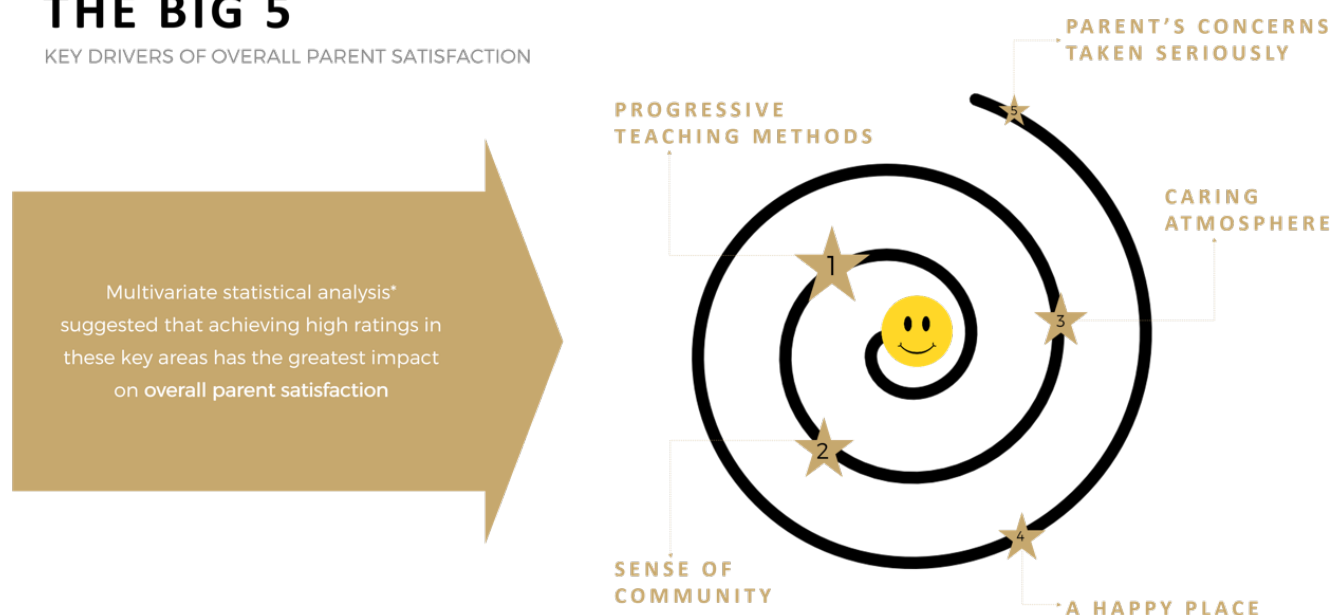 THE BIG 5
KEY DRIVERS OF OVERALL PARENT SATISFACTION
Multivariate statistical analysis*
suggested that achieving high ratings in
these key areas has the greatest impact
on overall parent satisfaction
PROGRESSIVE
TEACHING METHODS
1
SENSE OF
COMMUNITY
2
CARING
ATMOSPHERE
3
A HAPPY PLACE
4
PARENT’S CONCERNS
TAKEN SERIOUSLY
5